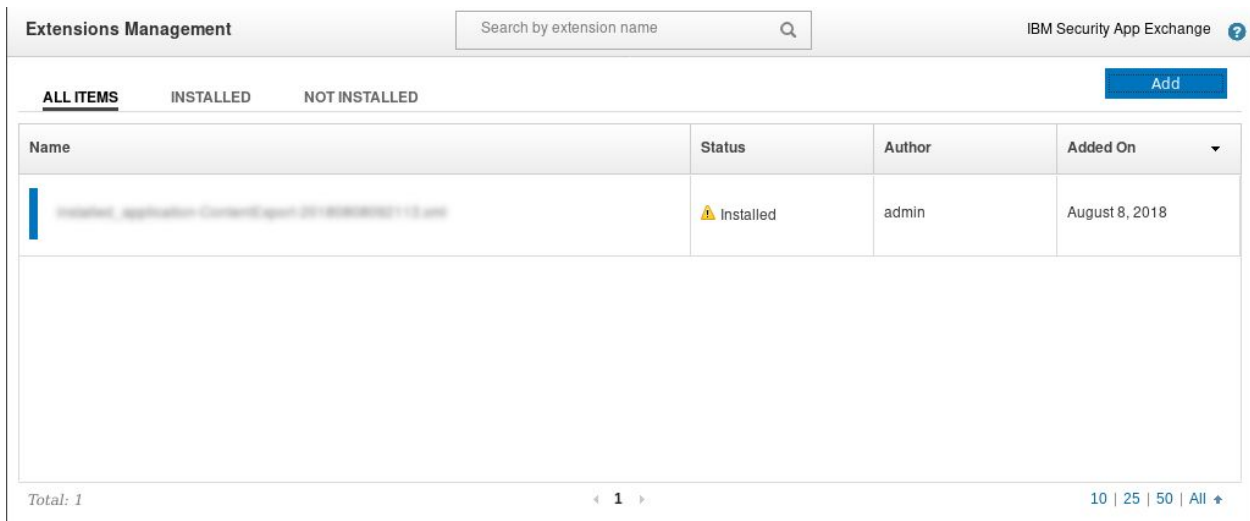 Extensions Management
Search by extension name
IBM Security App Exchange ?
ALL ITEMS INSTALLED NOT INSTALLED
Add
Name Status Author Added On
Installed admin August 8, 2018
Total: 1
1
10 | 25 | 50 | All